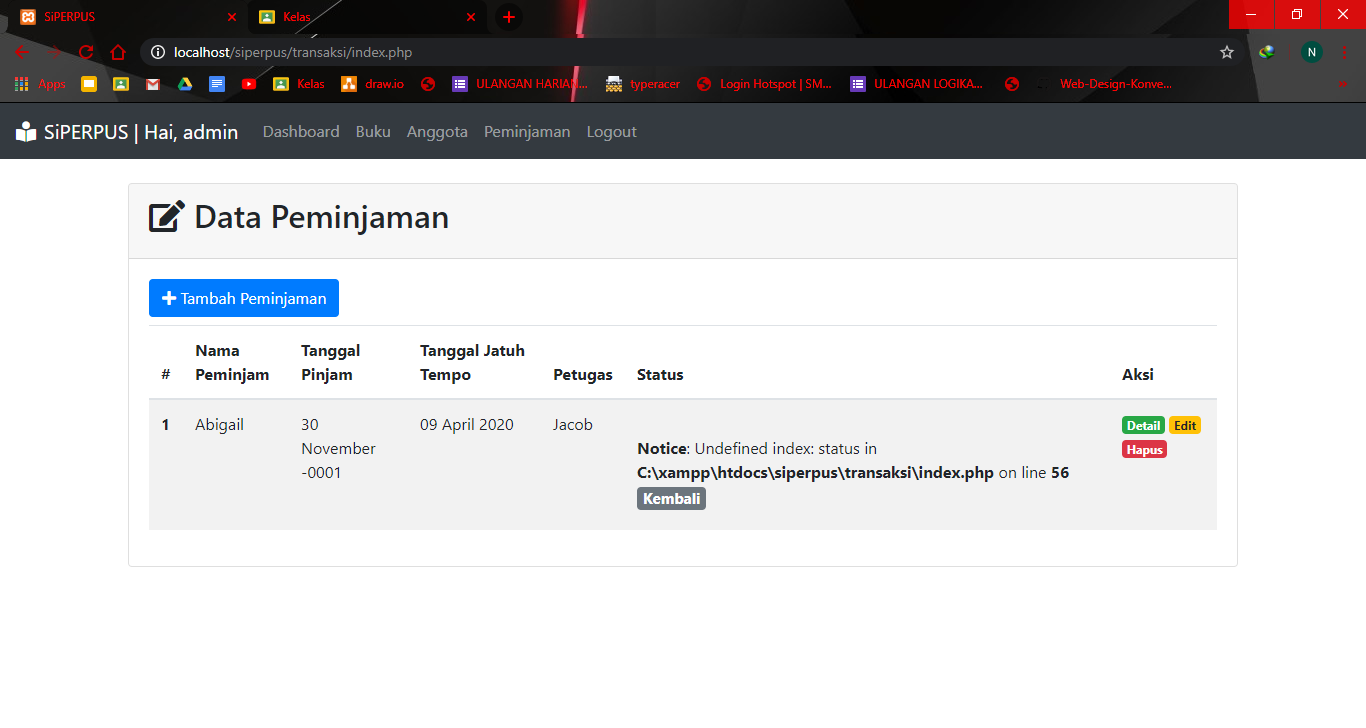 SiPERPUS
Kelas
localhost/siperpus/transaksi/index.php
N
Apps
Kelas
draw.io
ULANGAN HARIAN...
typeracer
Login Hotspot | SM...
ULANGAN LOGIKA...
Web-Design-Konve...
SiPERPUS | Hai, admin Dashboard Buku Anggota Peminjaman Logout
Data Peminjaman
Tambah Peminjaman
# Nama Peminjam Tanggal Pinjam Tanggal Jatuh Tempo Petugas Status Aksi
1 Abigail 30 November -0001 09 April 2020 Jacob
Notice: Undefined index: status in
C:\xampp\htdocs\siperpus\transaksi\index.php on line 56
Kembali
Detail Edit
Hapus